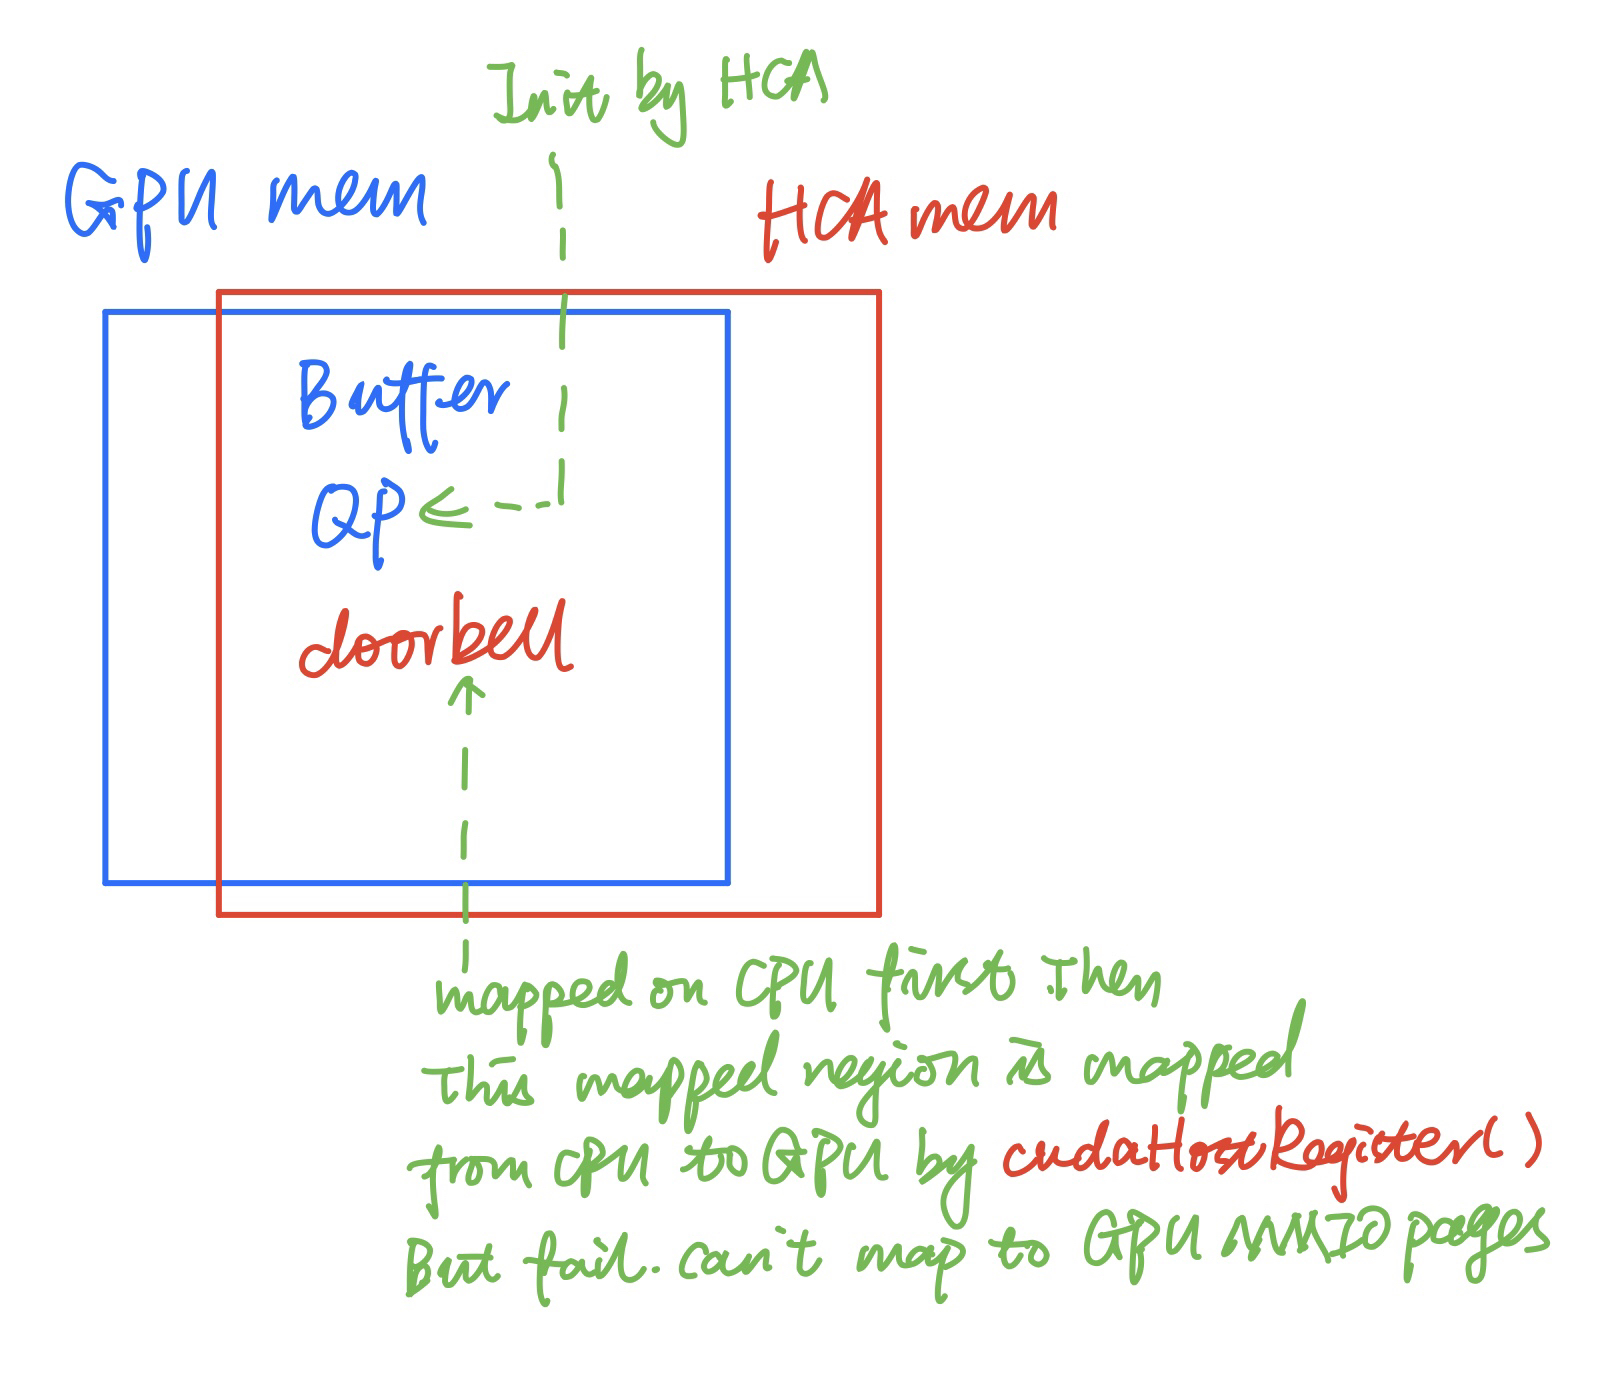 Init by HCA
GPU mem
HCA mem
Buffer
QP
doorbell
mapped on CPU first Then
This mapped region is mapped
from CPU to GPU by cudaHostRegister()
But fail. can't map to GPU MMIO pages